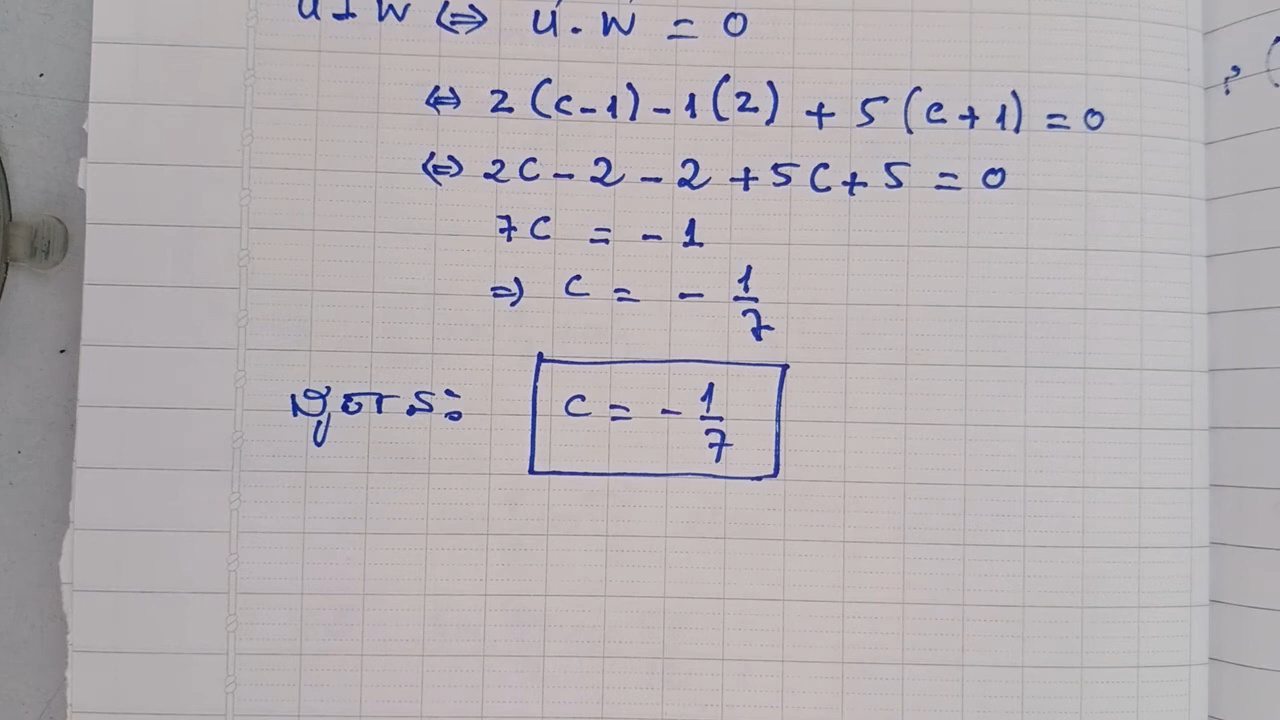 u ⊥ w ⇔ u . w = 0
⇔ 2(c-1) - 1(2) + 5(c+1) = 0
⇔ 2c - 2 - 2 + 5c + 5 = 0
7c = - 1
⇒ c = - 1/7
ដូចនេះ c = - 1/7